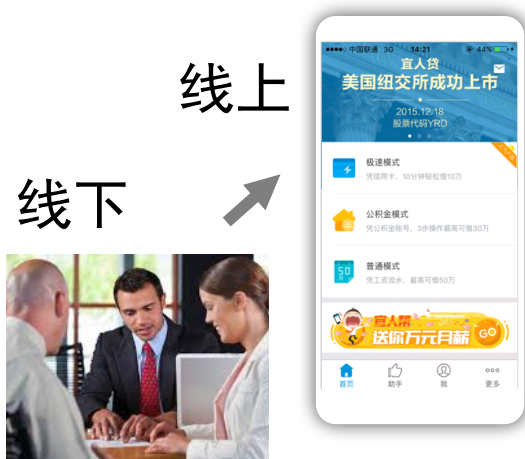 线上
线下
中国联通 3G 14:21 44%
宜人贷
美国纽交所成功上市
2015.12.18
股票代码YRD
极速模式
凭信用卡，10分钟轻松借10万
公积金模式
凭公积金账号，3步操作最高可借30万
50
普通模式
凭工资流水，最高可借50万
宜人帮
送你万元月薪 GO
首页 助手 我 更多